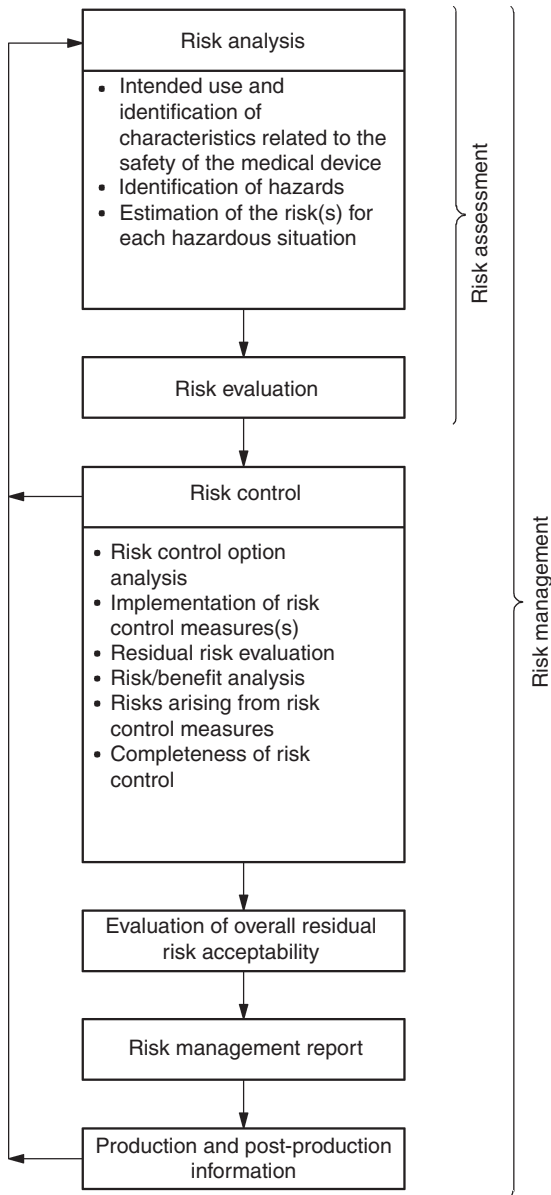 Risk analysis
• Intended use and
identification of
characteristics related to the
safety of the medical device
• Identification of hazards
• Estimation of the risk(s) for
each hazardous situation
Risk evaluation
Risk assessment
Risk control
• Risk control option
analysis
• Implementation of risk
control measures(s)
• Residual risk evaluation
• Risk/benefit analysis
• Risks arising from risk
control measures
• Completeness of risk
control
Evaluation of overall residual
risk acceptability
Risk management report
Production and post-production
information
Risk management